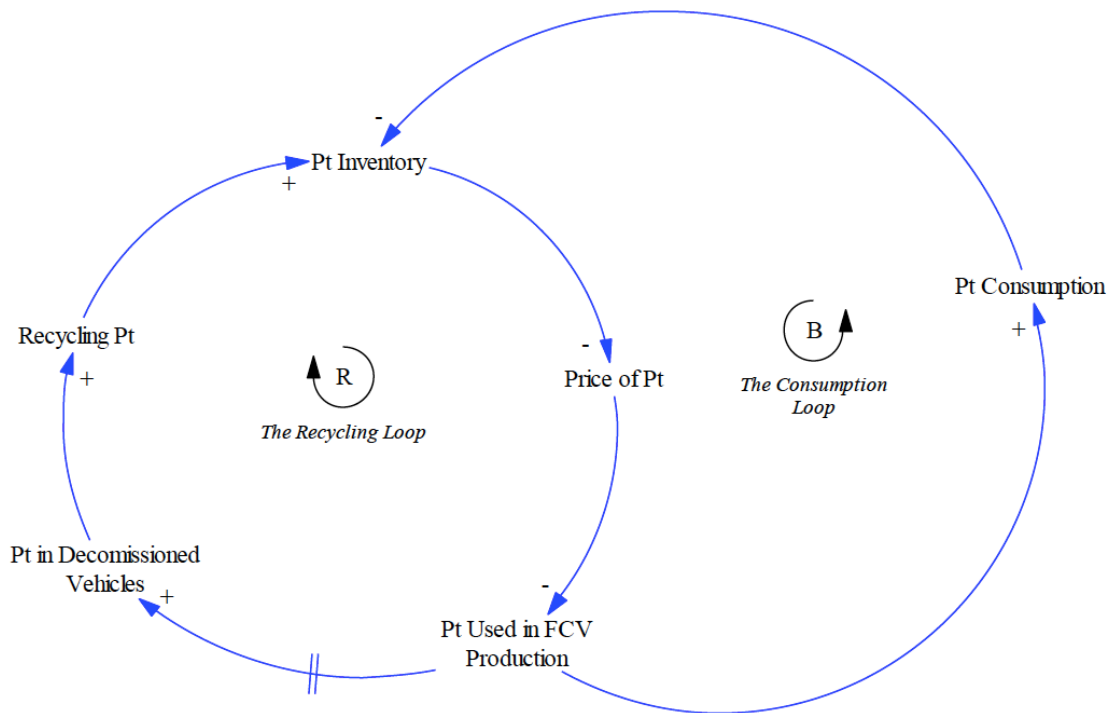 -
Pt Inventory
+
Pt Consumption
+
Recycling Pt
+
-
B
Price of Pt
R
The Consumption
Loop
The Recycling Loop
Pt in Decomissioned
Vehicles
+
-
Pt Used in FCV
Production